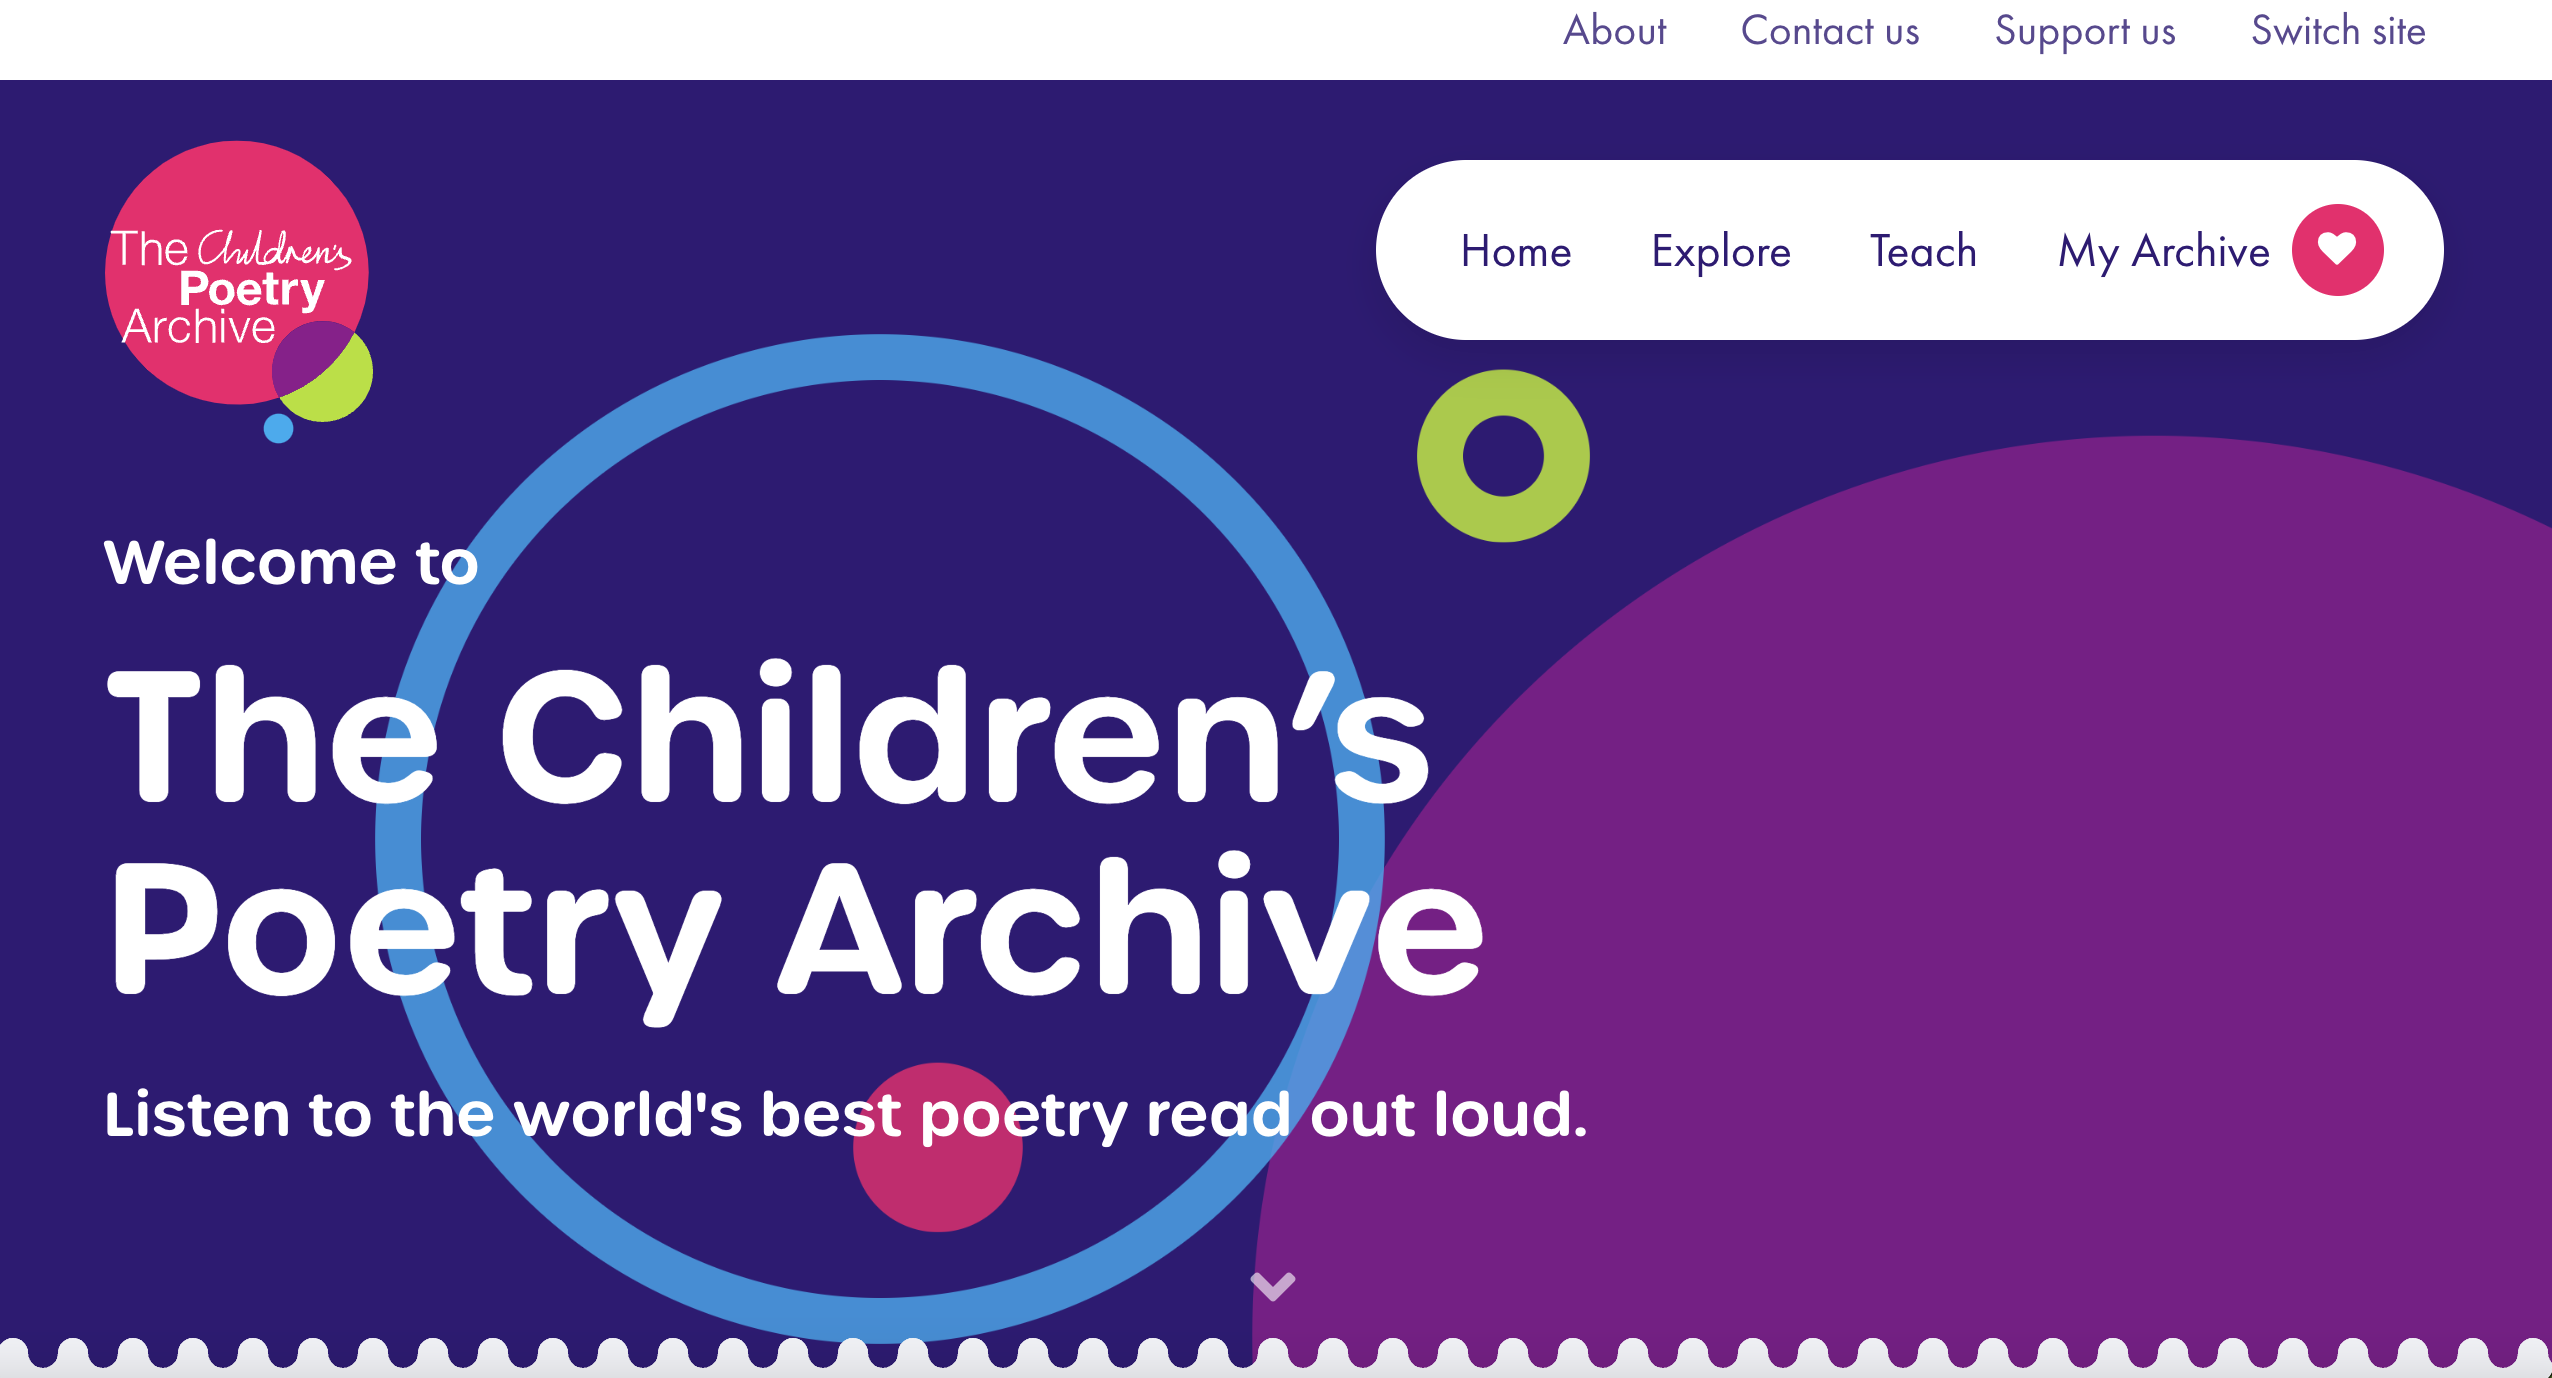 About Contact us Support us Switch site
The Children's
Poetry
Archive
Home Explore Teach My Archive
Welcome to
The Children’s
Poetry Archive
Listen to the world's best poetry read out loud.